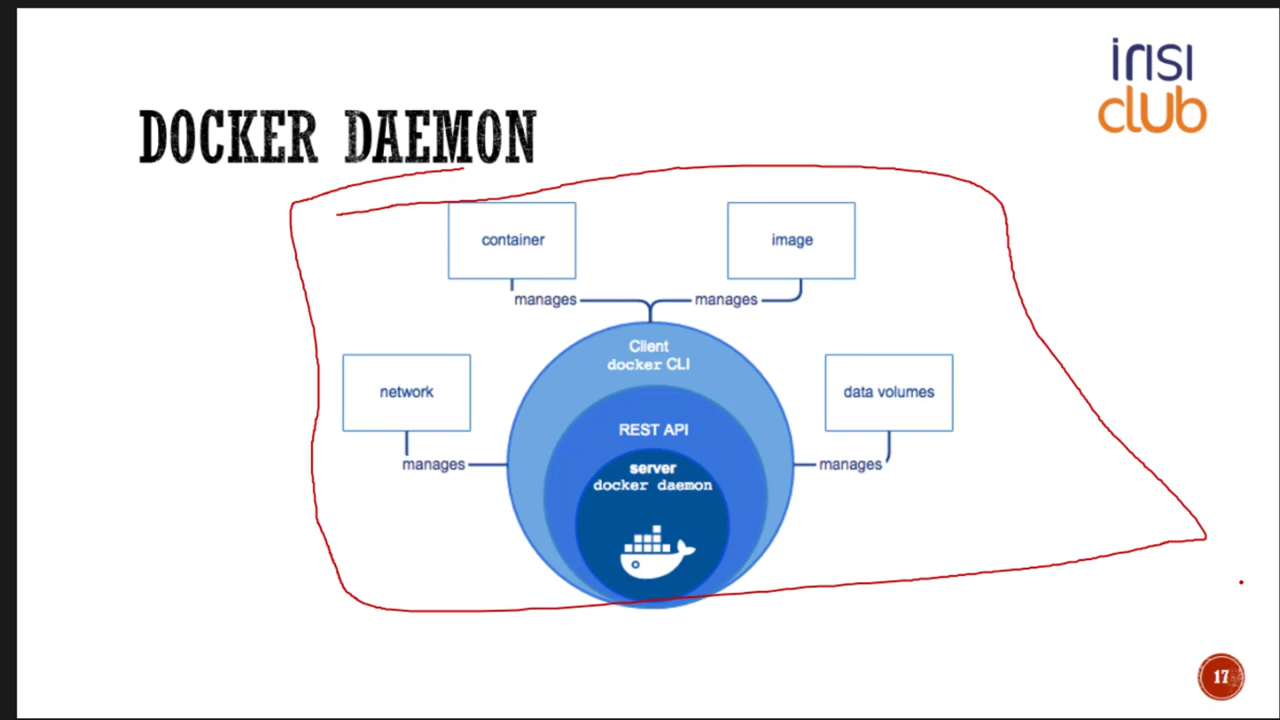 irisi
club
DOCKER DAEMON
container
image
manages
manages
Client
docker CLI
network
data volumes
REST API
manages
server
docker daemon
manages
17